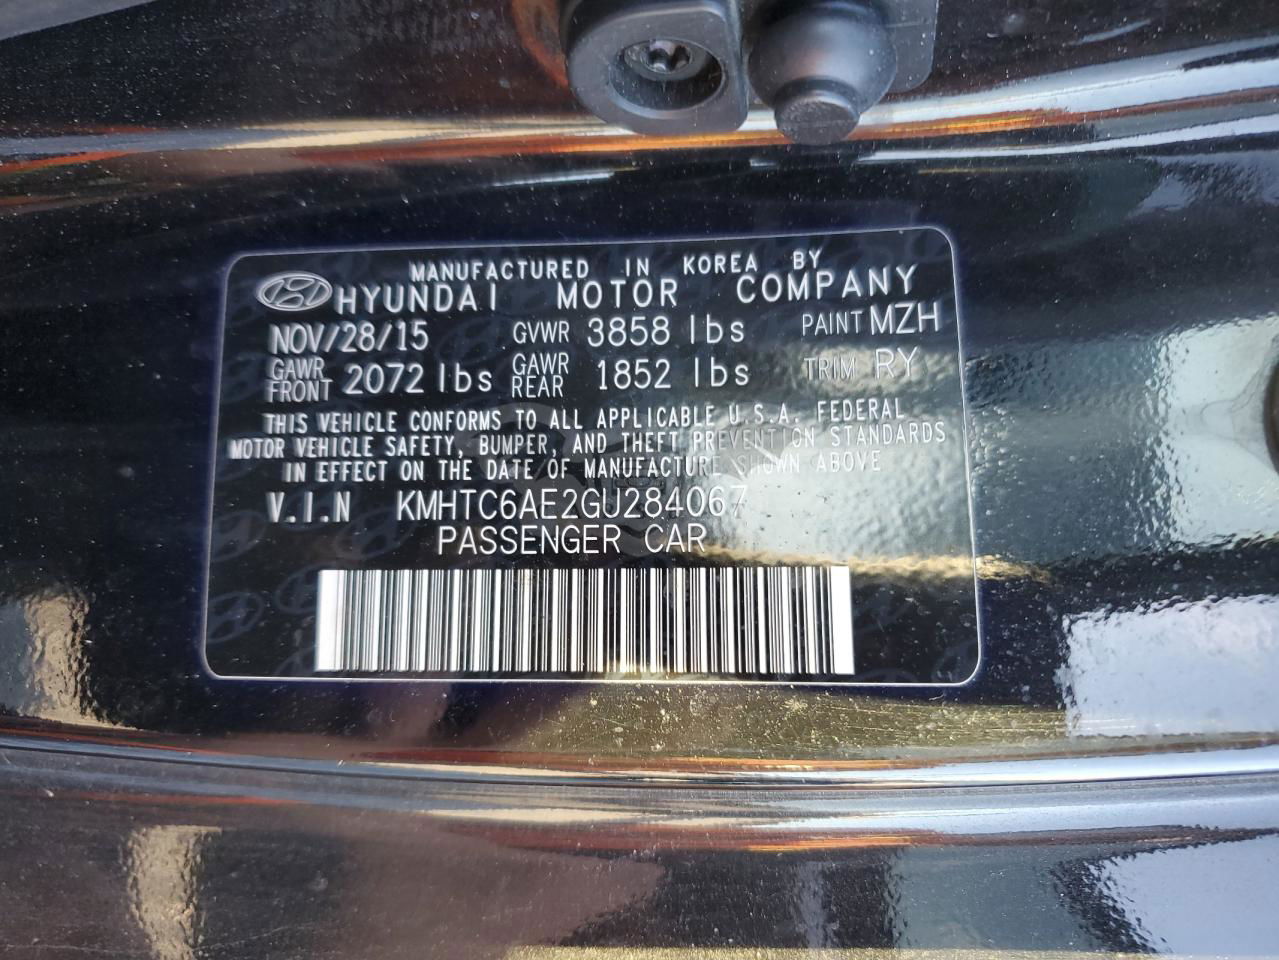 MANUFACTURED IN KOREA BY
HYUNDAI MOTOR COMPANY
NOV/28/15 GVWR 3858 lbs PAINT MZH
GAWR FRONT 2072 lbs GAWR REAR 1852 lbs TRIM RY
THIS VEHICLE CONFORMS TO ALL APPLICABLE U.S.A. FEDERAL
MOTOR VEHICLE SAFETY, BUMPER, AND THEFT PREVENTION STANDARDS
IN EFFECT ON THE DATE OF MANUFACTURE SHOWN ABOVE
V.I.N KMHTC6AE2GU284067
PASSENGER CAR